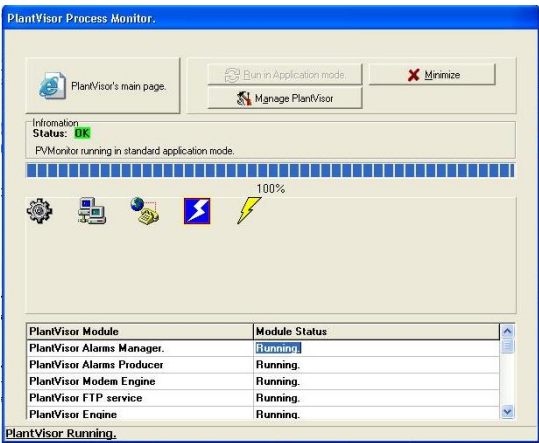 PlantVisor Process Monitor.
PlantVisor's main page.
Run in Application mode.
Minimize
Manage PlantVisor
Infromation
Status: OK
PVMonitor running in standard application mode.
100%
PlantVisor Module Module Status
PlantVisor Alarms Manager. Running.
PlantVisor Alarms Producer Running.
PlantVisor Modem Engine Running.
PlantVisor FTP service Running.
PlantVisor Engine Running.
PlantVisor Running.